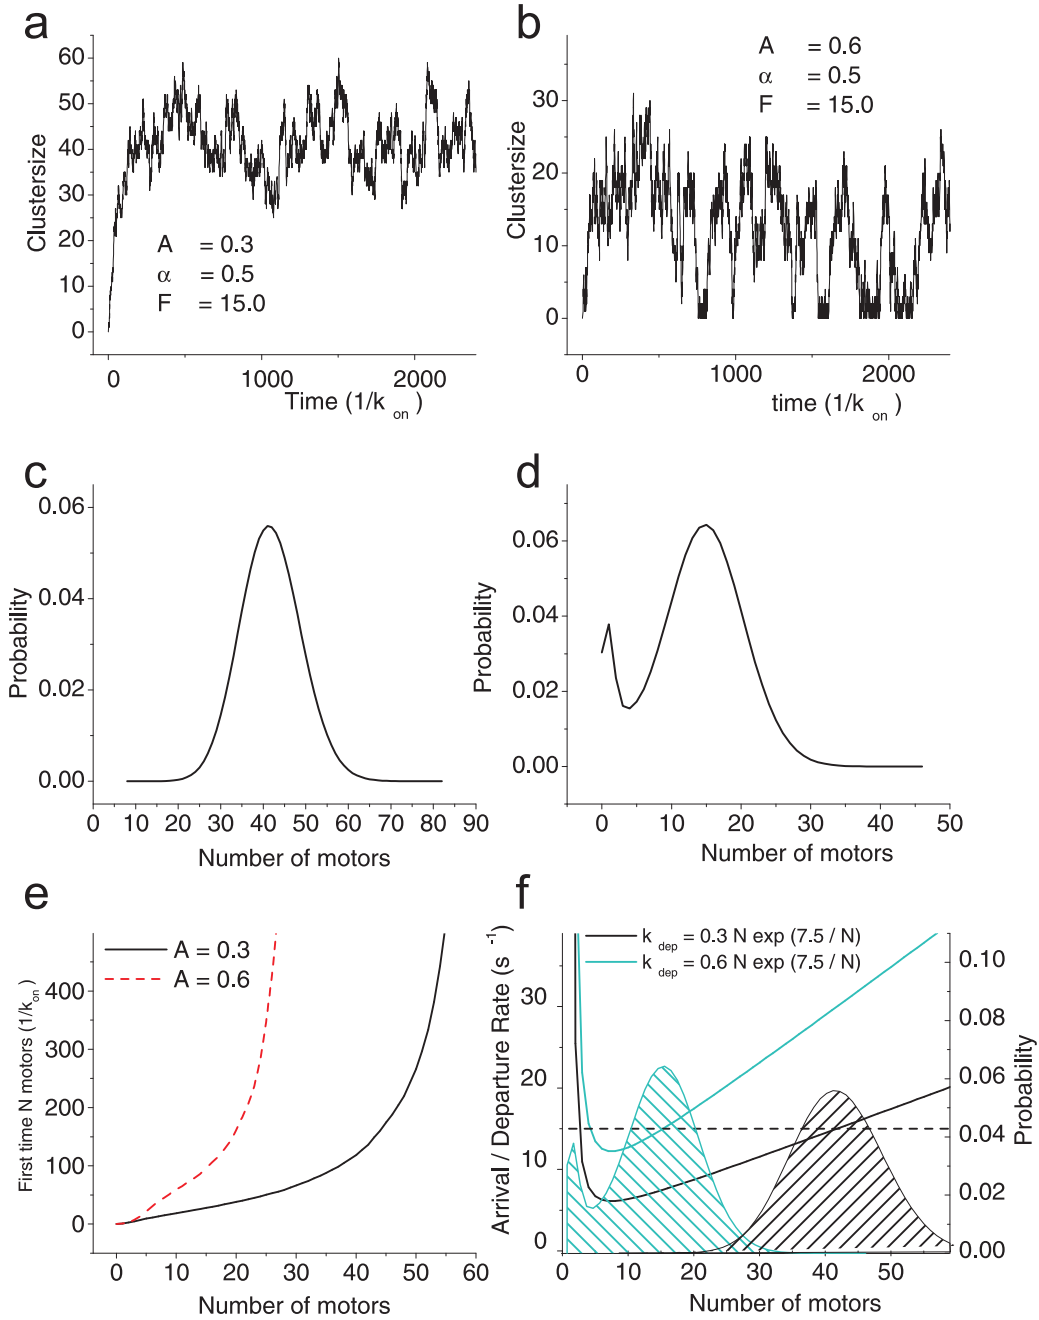 a
60
50
40
30
20
10
0
Clustersize
A = 0.3
α = 0.5
F = 15.0
0 1000 2000
Time (1/k on )
b
30
20
10
0
Clustersize
A = 0.6
α = 0.5
F = 15.0
0 1000 2000
time (1/k on )
c
0.06
0.04
0.02
0.00
Probability
0 10 20 30 40 50 60 70 80 90
Number of motors
d
0.06
0.04
0.02
0.00
Probability
0 10 20 30 40 50
Number of motors
e
A = 0.3
A = 0.6
400
300
200
100
0
First time N motors (1/k on )
0 10 20 30 40 50 60
Number of motors
f
k dep = 0.3 N exp (7.5 / N)
k dep = 0.6 N exp (7.5 / N)
30
20
10
0
Arrival / Departure Rate (s -1 )
0.10
0.08
0.06
0.04
0.02
0.00
Probability
0 10 20 30 40 50
Number of motors